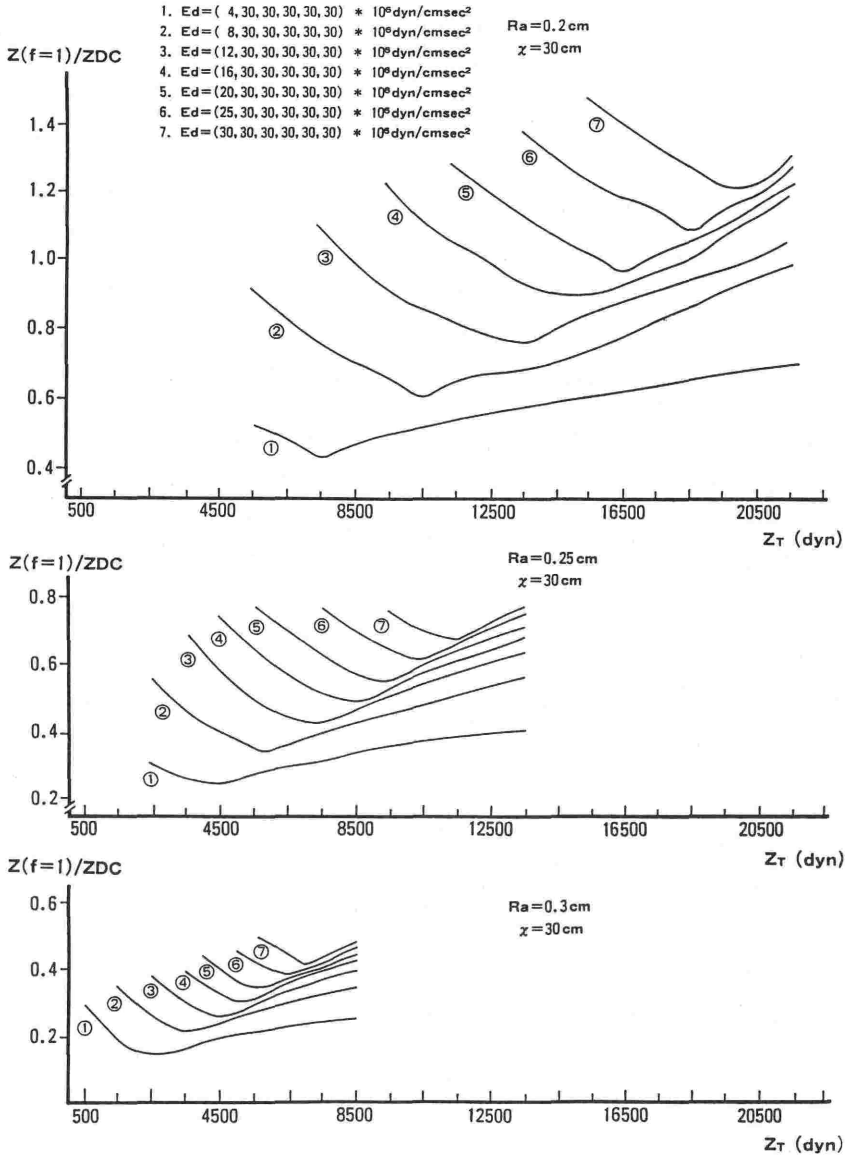 1. Ed=( 4,30,30,30,30,30) * 10⁶dyn/cmsec²
2. Ed=( 8,30,30,30,30,30) * 10⁶dyn/cmsec²
3. Ed=(12,30,30,30,30,30) * 10⁶dyn/cmsec²
4. Ed=(16,30,30,30,30,30) * 10⁶dyn/cmsec²
5. Ed=(20,30,30,30,30,30) * 10⁶dyn/cmsec²
6. Ed=(25,30,30,30,30,30) * 10⁶dyn/cmsec²
7. Ed=(30,30,30,30,30,30) * 10⁶dyn/cmsec²
Ra=0.2cm
χ=30cm
Z(f=1)/ZDC
1.4
1.2
1.0
0.8
0.6
0.4
⑦
⑥
⑤
④
③
②
①
500 4500 8500 12500 16500 20500
ZT (dyn)
Z(f=1)/ZDC
Ra=0.25cm
χ=30cm
0.8
0.6
0.4
0.2
⑦
⑥
⑤
④
③
②
①
500 4500 8500 12500 16500 20500
ZT (dyn)
Z(f=1)/ZDC
Ra=0.3cm
χ=30cm
0.6
0.4
0.2
⑦
⑥
⑤
④
③
②
①
500 4500 8500 12500 16500 20500
ZT (dyn)